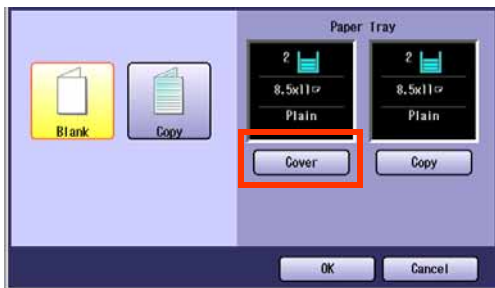 Paper Tray
Blank
Copy
2
8.5x11
Plain
Cover
2
8.5x11
Plain
Copy
OK
Cancel